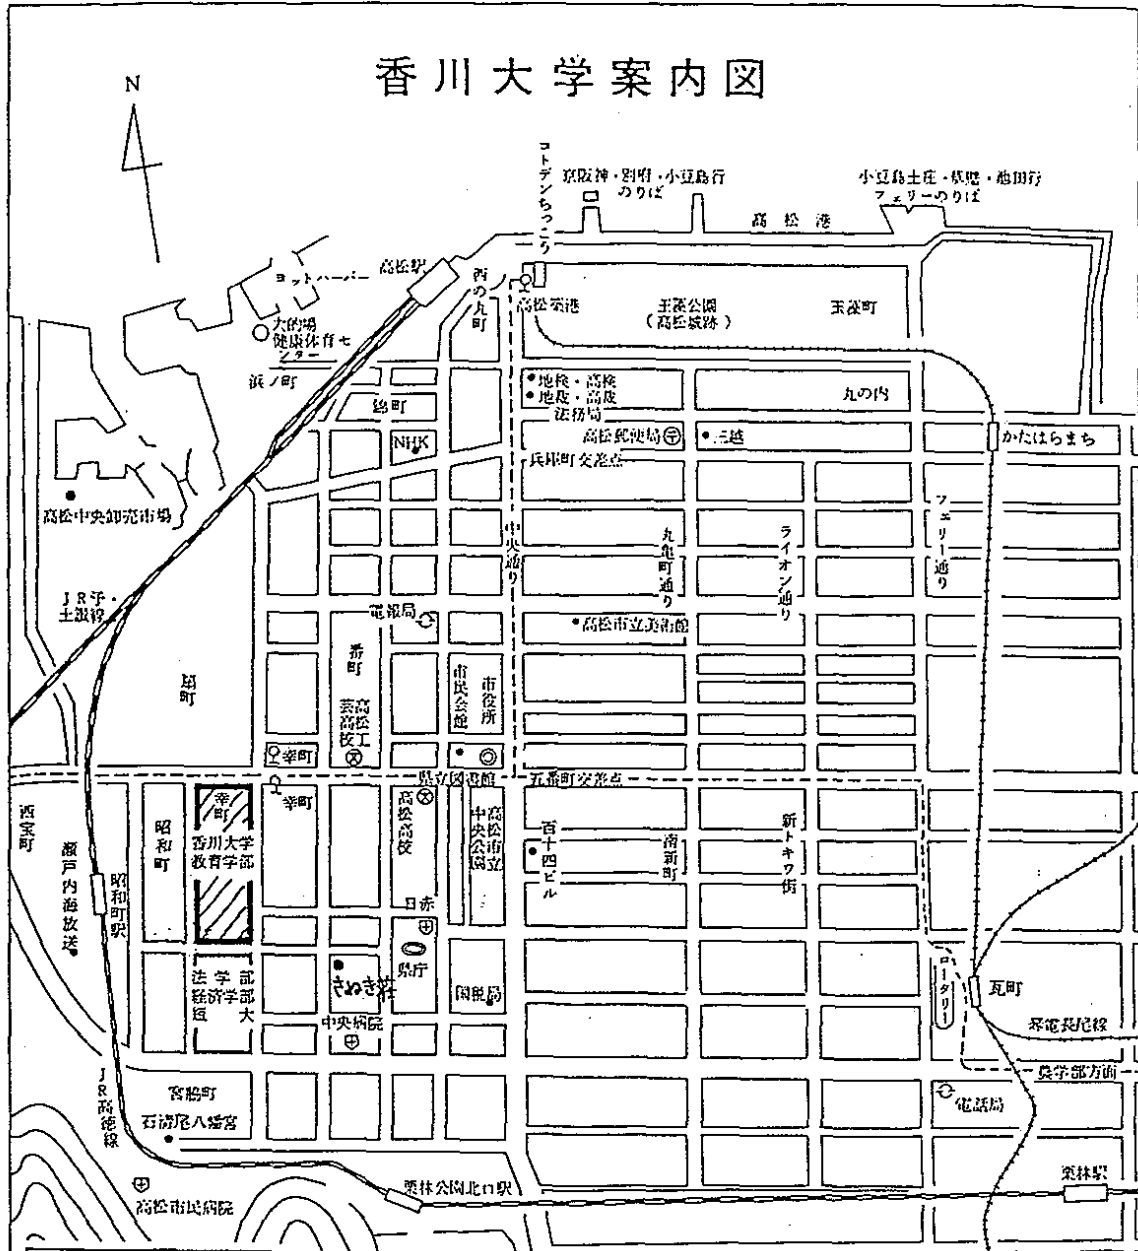 香川大学案内図
N
コトデンちっこう
京阪神・別府・小豆島行
のりば
小豆島土庄・草壁・池田行
フェリーのりば
高松港
ヨットハーバー
高松駅
西の丸町
高松築港
玉藻公園
(高松城跡)
玉藻町
大的場
健康体育セ
ンター
浜ノ町
錦町
地検・高検
地裁・高裁
法務局
丸の内
NHK
高松郵便局
三越
かたはらまち
兵庫町交差点
高松中央卸売市場
中央通り
丸亀町通り
ライオン通り
フェリー通り
JR予・
土讃線
電報局
高松市立美術館
扇町
番町
高松工
芸高校
市民会館
市役所
幸町
県立図書館
五番町交差点
西宝町
瀬戸内海放送
昭和町駅
昭和町
幸町
香川大学
教育学部
幸町
高松高校
高松市立
中央公園
百十四ビル
南新町
新トキワ街
日赤
県庁
法学部
経済学部
短大
さぬき荘
国税局
中央病院
ロータリー
瓦町
琴電長尾線
農学部方面
電話局
JR高徳線
宮脇町
石清尾八幡宮
高松市民病院
栗林公園北口駅
栗林駅